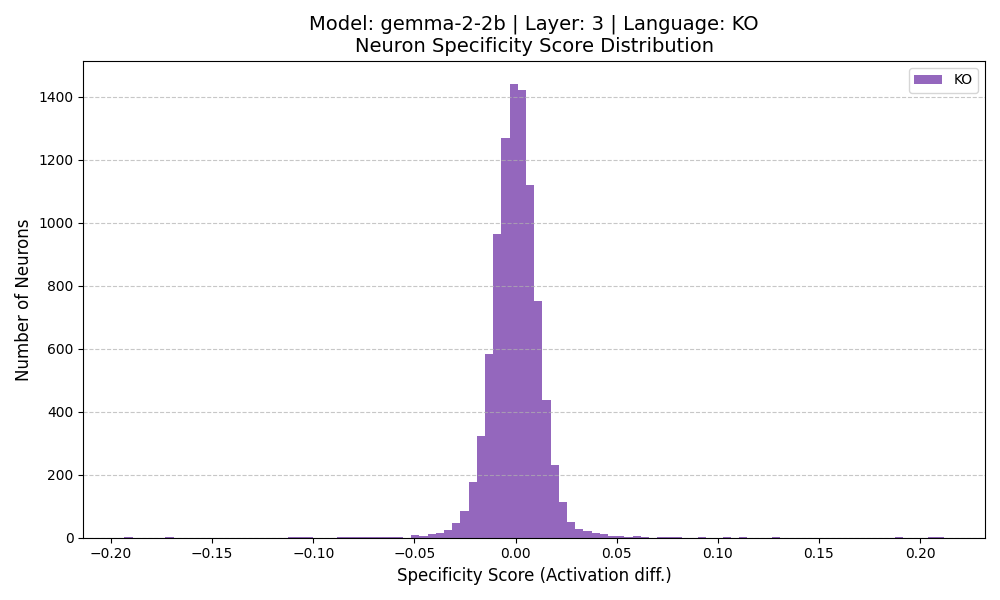 Model: gemma-2-2b | Layer: 3 | Language: KO
Neuron Specificity Score Distribution
KO
Number of Neurons
1400
1200
1000
800
600
400
200
0
−0.20 −0.15 −0.10 −0.05 0.00 0.05 0.10 0.15 0.20
Specificity Score (Activation diff.)